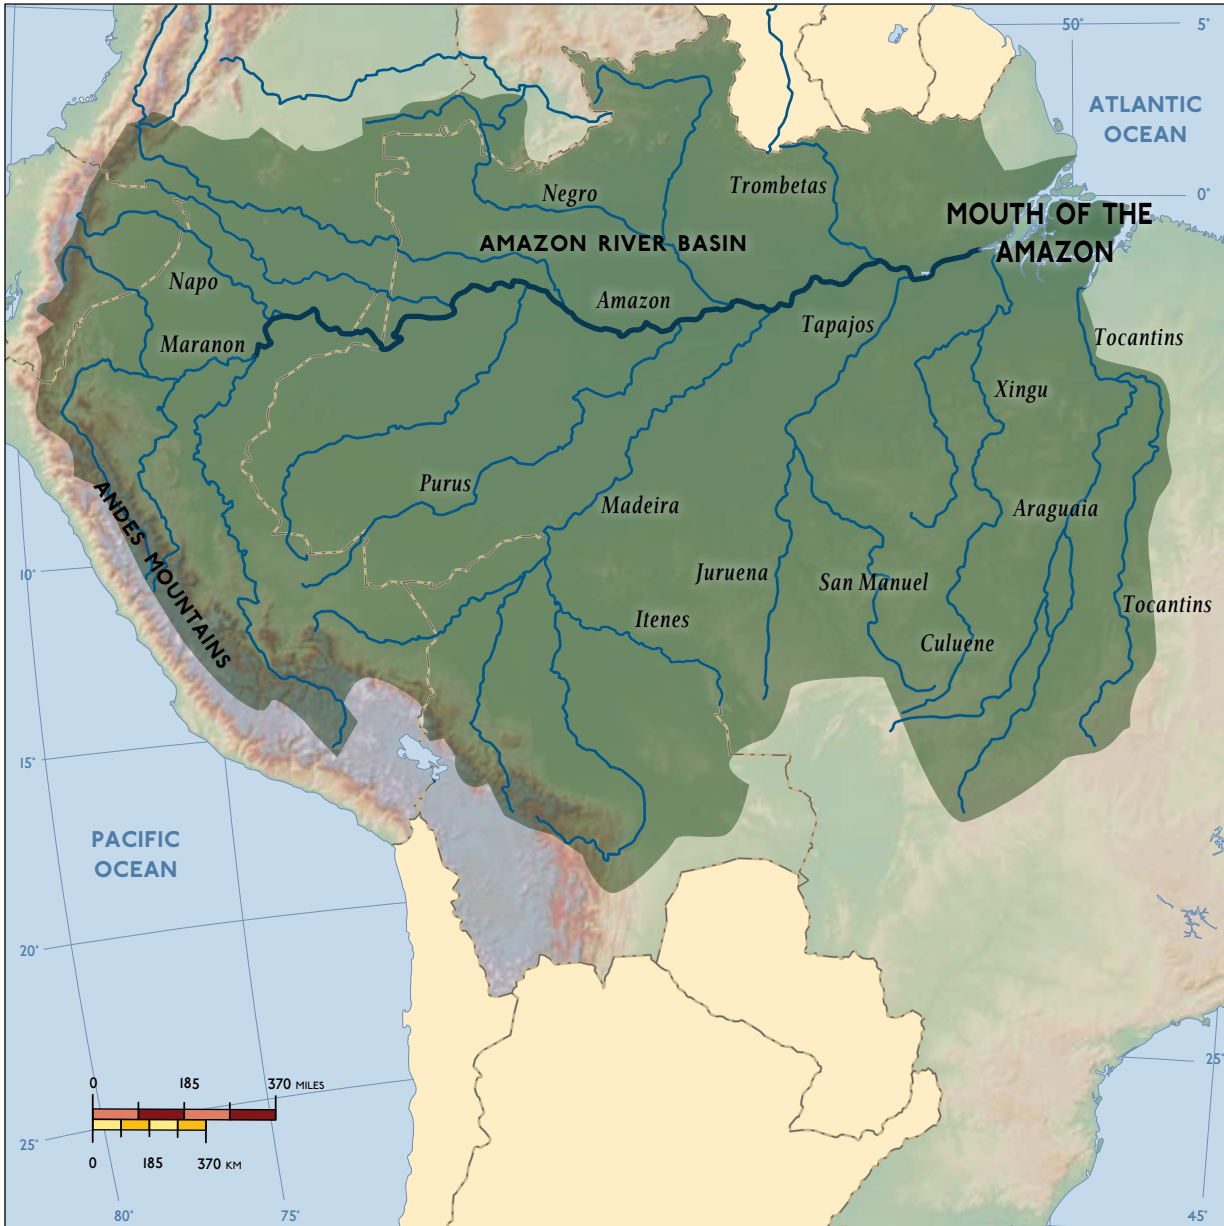 50°
5°
ATLANTIC
OCEAN
Negro
Trombetas
0°
MOUTH OF THE
AMAZON
AMAZON RIVER BASIN
Napo
Amazon
Maranon
Tapajos
Tocantins
Xingu
Purus
Madeira
Araguaia
ANDES MOUNTAINS
10°
Juruena
San Manuel
Itenes
Tocantins
Culuene
15°
PACIFIC
OCEAN
20°
25°
0 185 370 MILES
0 185 370 KM
25°
80°
75°
45°